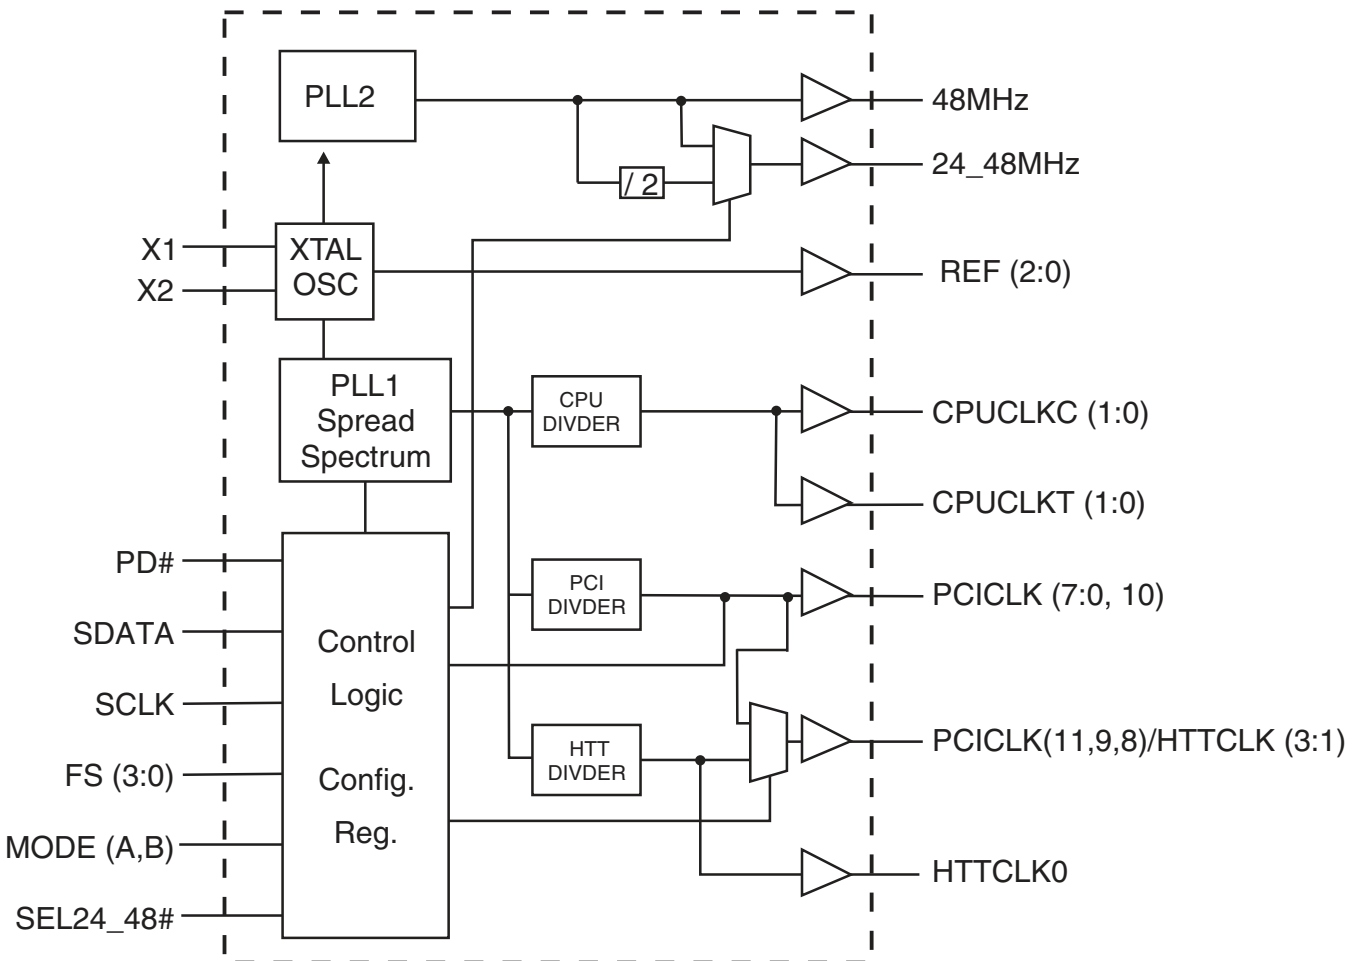 PLL2
48MHz
24_48MHz
/ 2
X1
X2
XTAL
OSC
REF (2:0)
PLL1
Spread
Spectrum
CPU
DIVDER
CPUCLKC (1:0)
CPUCLKT (1:0)
PD#
SDATA
SCLK
FS (3:0)
MODE (A,B)
SEL24_48#
Control
Logic
Config.
Reg.
PCI
DIVDER
PCICLK (7:0, 10)
HTT
DIVDER
PCICLK(11,9,8)/HTTCLK (3:1)
HTTCLK0